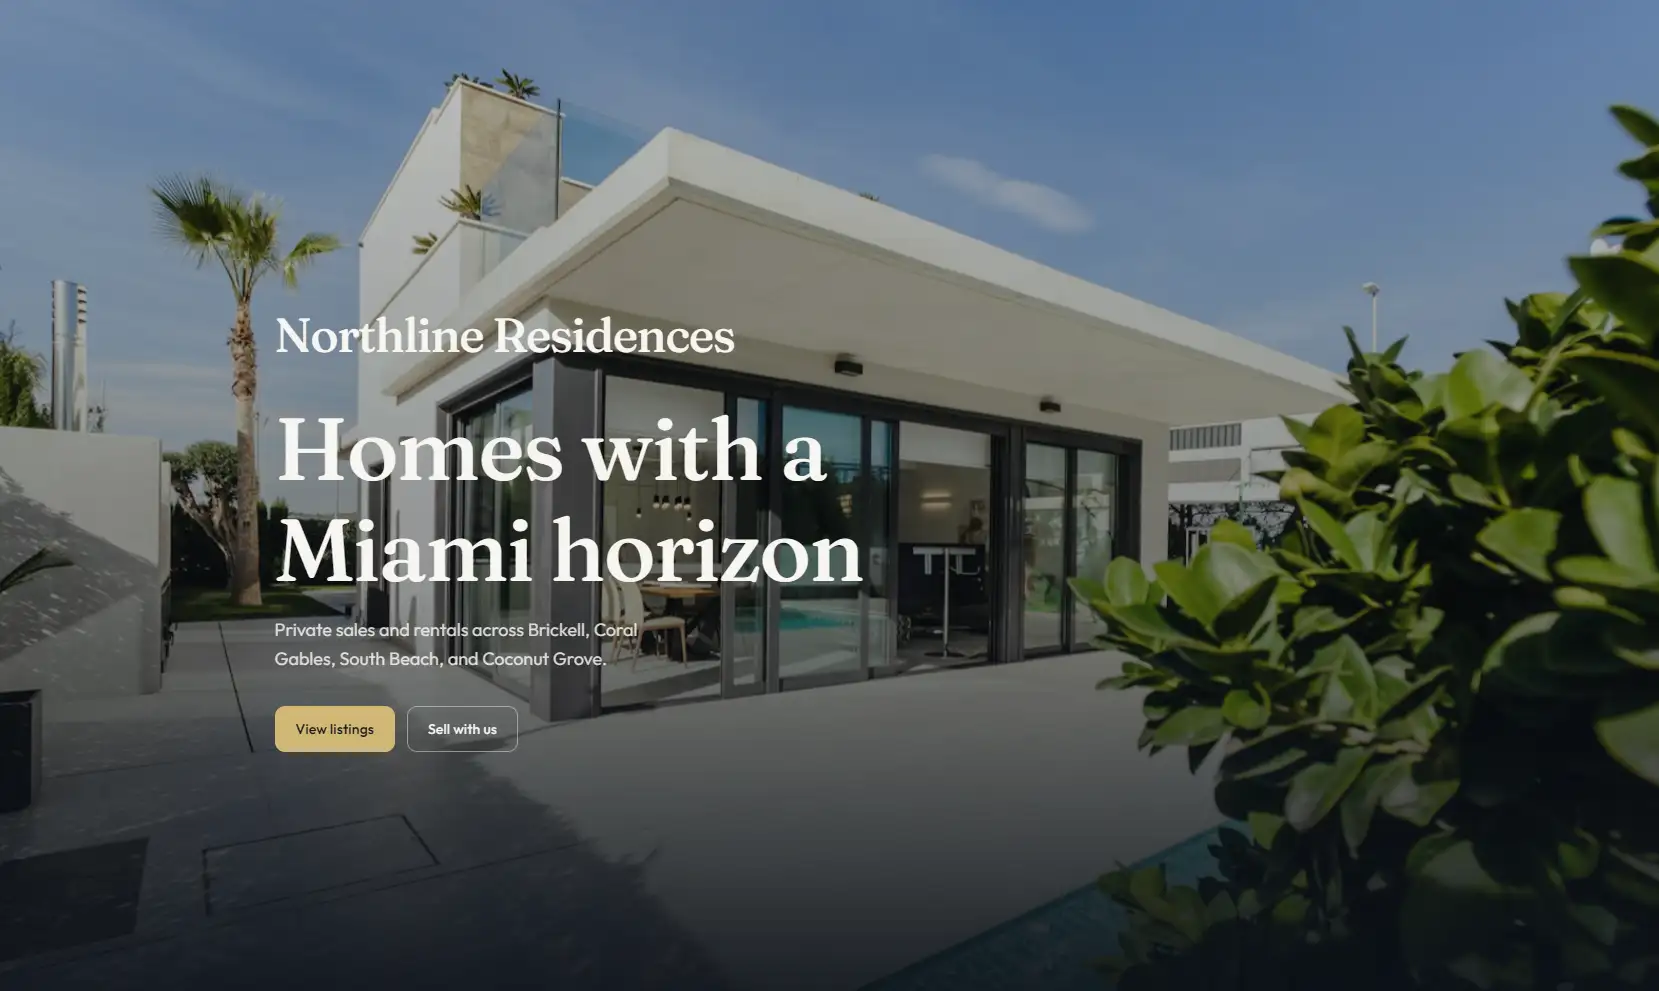 Northline Residences
Homes with a
Miami horizon
Private sales and rentals across Brickell, Coral
Gables, South Beach, and Coconut Grove.
View listings
Sell with us